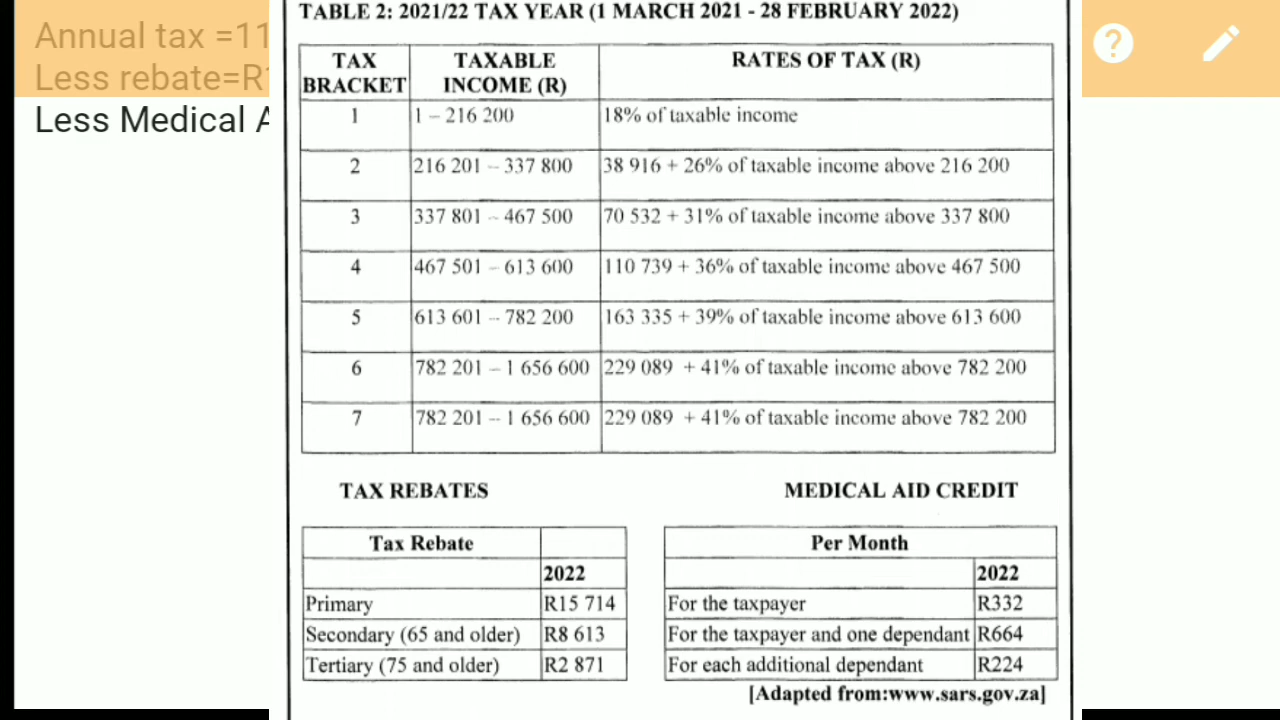 Annual tax =11
Less rebate=R
Less Medical A
TABLE 2: 2021/22 TAX YEAR (1 MARCH 2021 - 28 FEBRUARY 2022)
TAX BRACKET TAXABLE INCOME (R) RATES OF TAX (R)
1 1 – 216 200 18% of taxable income
2 216 201 – 337 800 38 916 + 26% of taxable income above 216 200
3 337 801 – 467 500 70 532 + 31% of taxable income above 337 800
4 467 501 – 613 600 110 739 + 36% of taxable income above 467 500
5 613 601 – 782 200 163 335 + 39% of taxable income above 613 600
6 782 201 – 1 656 600 229 089 + 41% of taxable income above 782 200
7 782 201 – 1 656 600 229 089 + 41% of taxable income above 782 200
TAX REBATES
Tax Rebate
2022
Primary R15 714
Secondary (65 and older) R8 613
Tertiary (75 and older) R2 871
MEDICAL AID CREDIT
Per Month
2022
For the taxpayer R332
For the taxpayer and one dependant R664
For each additional dependant R224
[Adapted from:www.sars.gov.za]
?